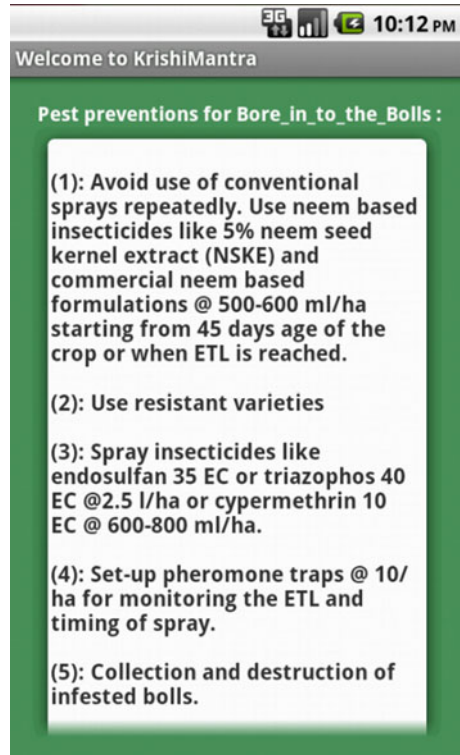 3G
10:12 PM
Welcome to KrishiMantra
Pest preventions for Bore_in_to_the_Bolls :
(1): Avoid use of conventional
sprays repeatedly. Use neem based
insecticides like 5% neem seed
kernel extract (NSKE) and
commercial neem based
formulations @ 500-600 ml/ha
starting from 45 days age of the
crop or when ETL is reached.
(2): Use resistant varieties
(3): Spray insecticides like
endosulfan 35 EC or triazophos 40
EC @2.5 l/ha or cypermethrin 10
EC @ 600-800 ml/ha.
(4): Set-up pheromone traps @ 10/
ha for monitoring the ETL and
timing of spray.
(5): Collection and destruction of
infested bolls.